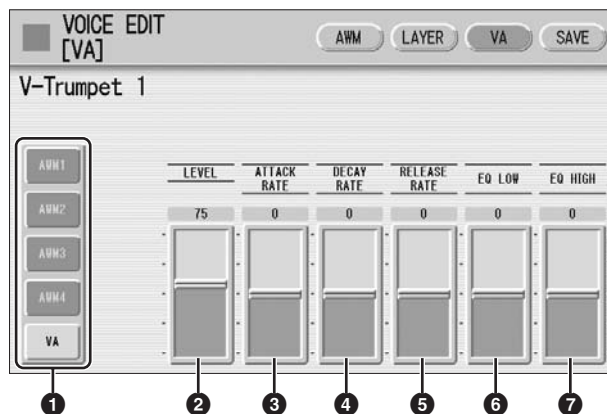 VOICE EDIT
[VA]
AWM LAYER VA SAVE
V-Trumpet 1
AWM1
AWM2
AWM3
AWM4
VA
LEVEL ATTACK RATE DECAY RATE RELEASE RATE EQ LOW EQ HIGH
75 0 0 0 0 0
1 2 3 4 5 6 7